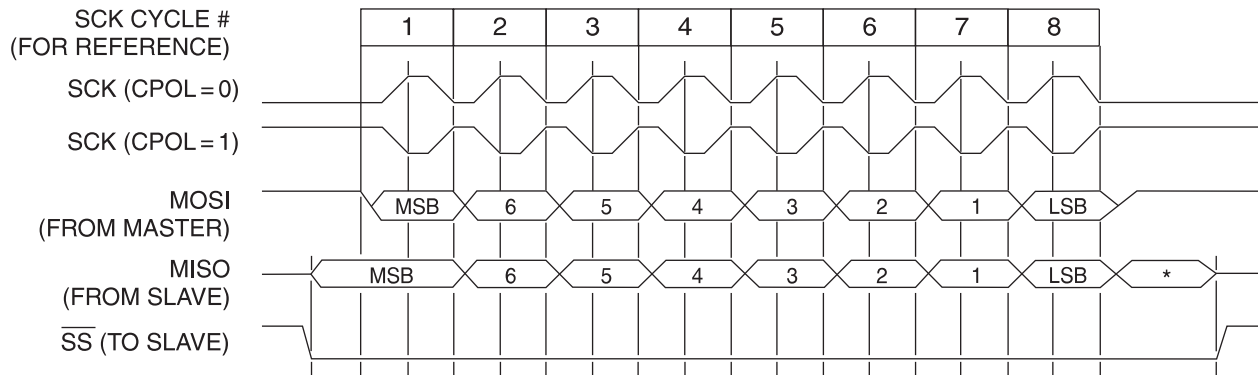 SCK CYCLE #
(FOR REFERENCE)
1 2 3 4 5 6 7 8
SCK (CPOL = 0)
SCK (CPOL = 1)
MOSI
(FROM MASTER)
MSB 6 5 4 3 2 1 LSB
MISO
(FROM SLAVE)
MSB 6 5 4 3 2 1 LSB *
SS (TO SLAVE)